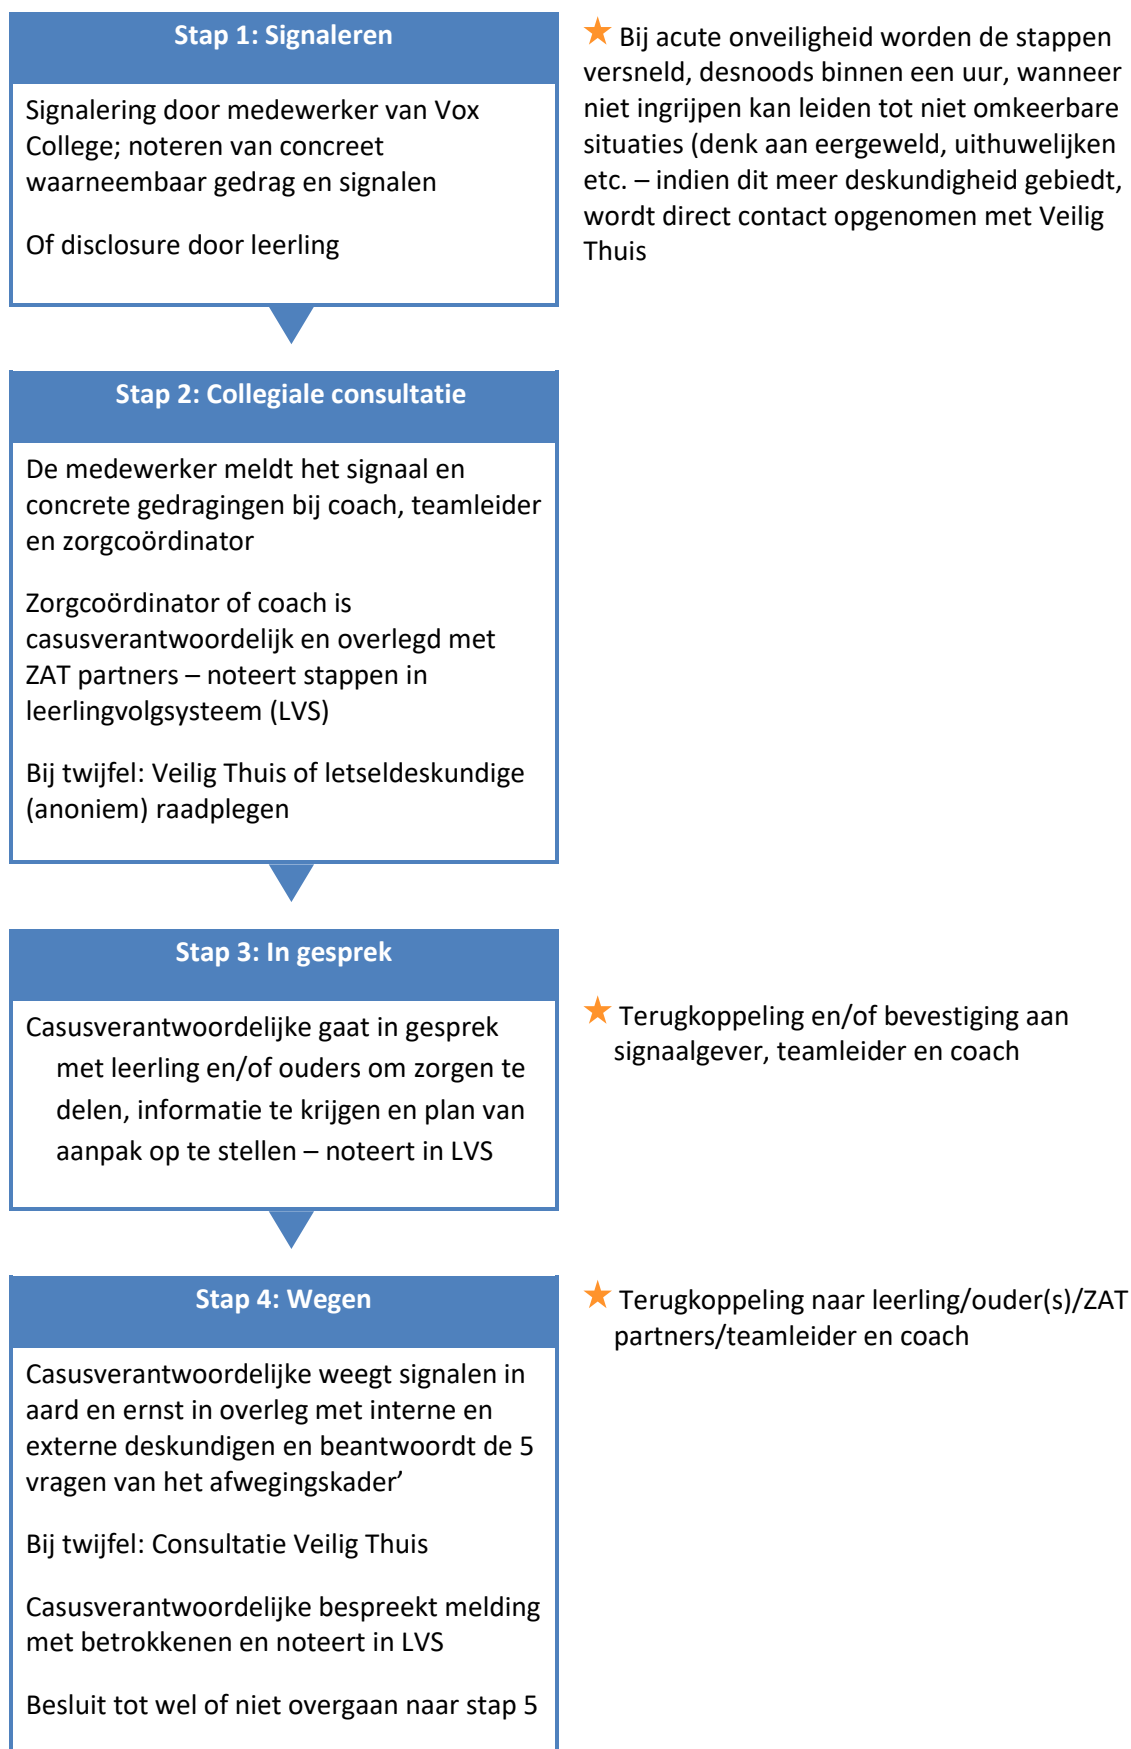 Stap 1: Signaleren
Signalering door medewerker van Vox
College; noteren van concreet
waarneembaar gedrag en signalen
Of disclosure door leerling
★ Bij acute onveiligheid worden de stappen
versneld, desnoods binnen een uur, wanneer
niet ingrijpen kan leiden tot niet omkeerbare
situaties (denk aan eergeweld, uithuwelijken
etc. – indien dit meer deskundigheid gebiedt,
wordt direct contact opgenomen met Veilig
Thuis
Stap 2: Collegiale consultatie
De medewerker meldt het signaal en
concrete gedragingen bij coach, teamleider
en zorgcoördinator
Zorgcoördinator of coach is
casusverantwoordelijk en overlegd met
ZAT partners – noteert stappen in
leerlingvolgsysteem (LVS)
Bij twijfel: Veilig Thuis of letseldeskundige
(anoniem) raadplegen
Stap 3: In gesprek
Casusverantwoordelijke gaat in gesprek
met leerling en/of ouders om zorgen te
delen, informatie te krijgen en plan van
aanpak op te stellen – noteert in LVS
★ Terugkoppeling en/of bevestiging aan
signaalgever, teamleider en coach
Stap 4: Wegen
Casusverantwoordelijke weegt signalen in
aard en ernst in overleg met interne en
externe deskundigen en beantwoordt de 5
vragen van het afwegingskader’
Bij twijfel: Consultatie Veilig Thuis
Casusverantwoordelijke bespreekt melding
met betrokkenen en noteert in LVS
Besluit tot wel of niet overgaan naar stap 5
★ Terugkoppeling naar leerling/ouder(s)/ZAT
partners/teamleider en coach